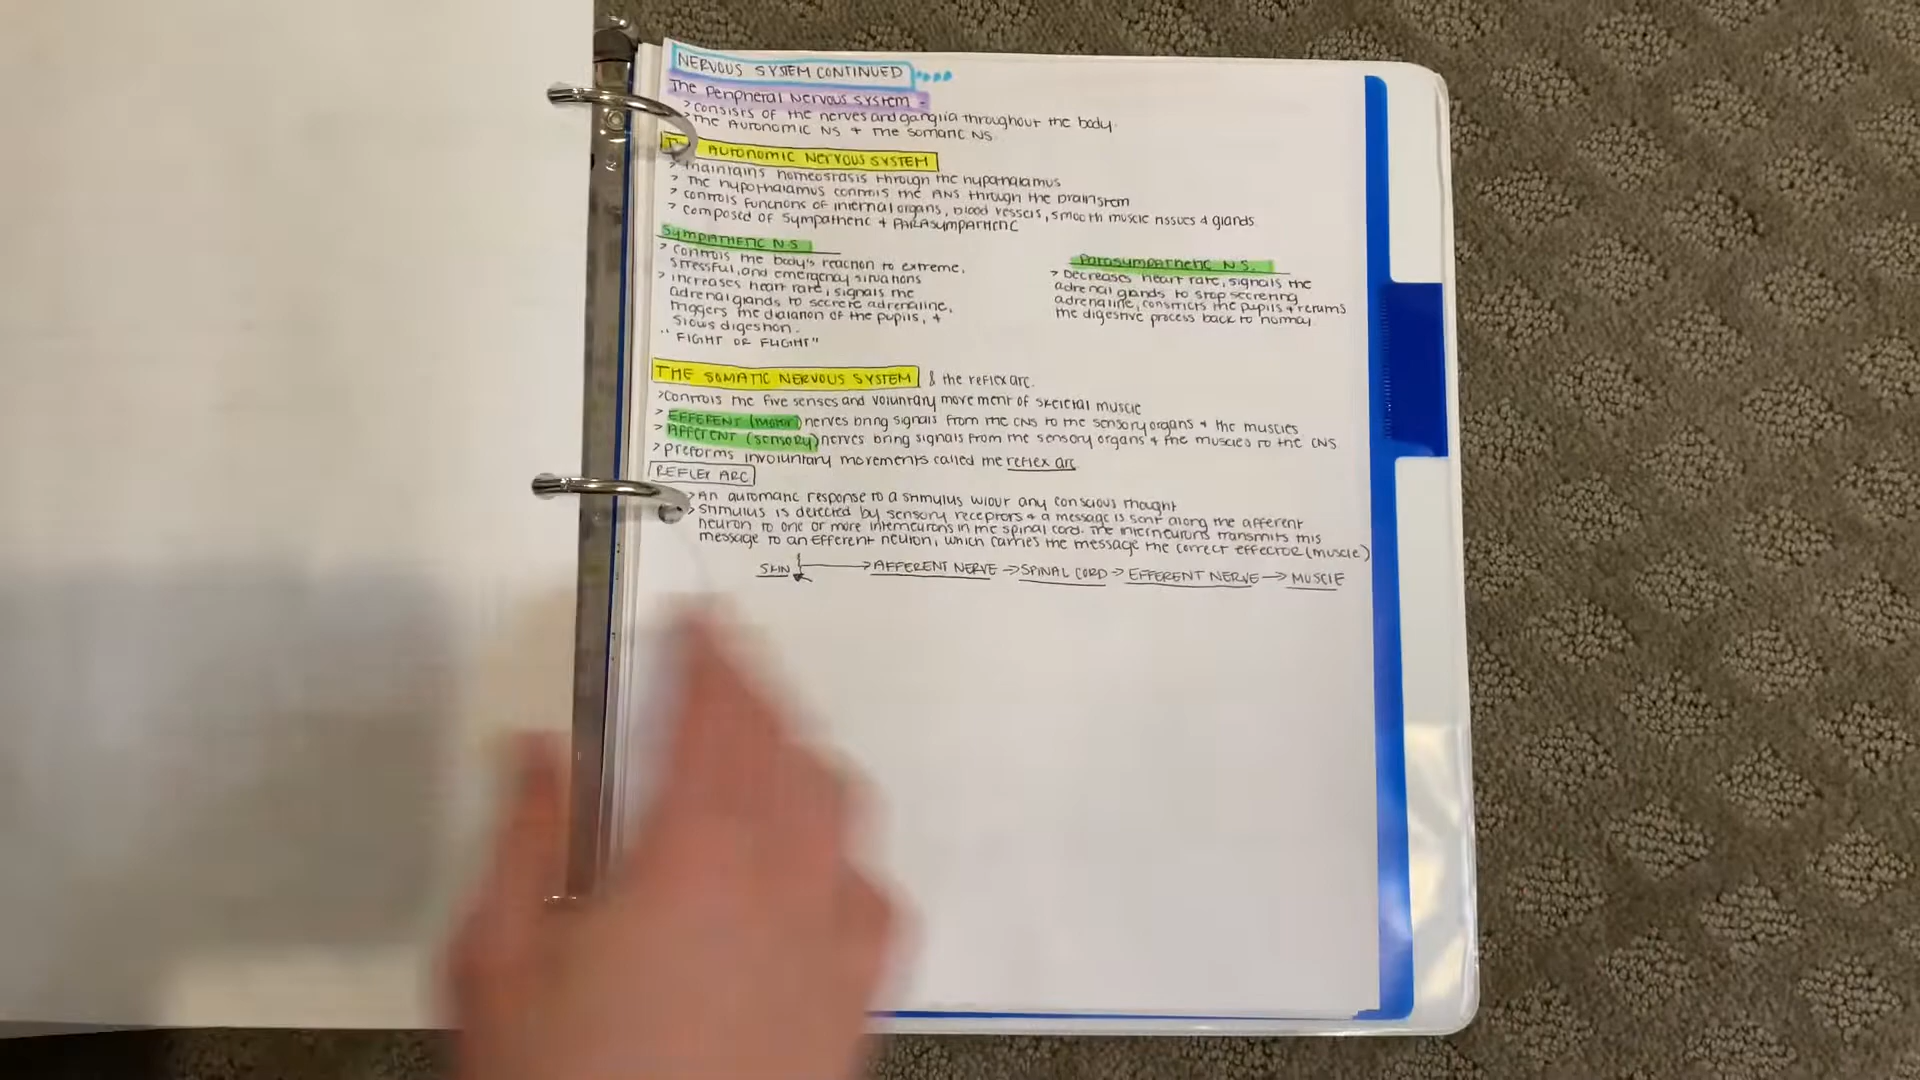 NERVOUS SYSTEM CONTINUED
The Peripheral Nervous System -
> consists of the nerves and ganglia throughout the body.
> The Autonomic NS + The Somatic NS.
AUTONOMIC NERVOUS SYSTEM
> maintains homeostasis through the hypothalamus
> The hypothalamus controls the ANS through the brainstem
> controls functions of internal organs, blood vessels, smooth muscle tissues & glands
> composed of sympathetic + PARASYMPATHETIC
SYMPATHETIC N.S.
> controls the body's reaction to extreme,
stressful, and emergency situations
> increases heart rate, signals the
adrenal glands to secrete adrenaline,
triggers the dialation of the pupils, +
slows digestion.
"FIGHT OR FLIGHT"
Parasympathetic N.S.
> Decreases heart rate, signals the
adrenal glands to stop secreting
adrenaline, constricts the pupils + returns
the digestive process back to normal
THE SOMATIC NERVOUS SYSTEM & the reflex arc.
> controls the five senses and voluntary movement of skeletal muscle
> EFFERENT (motor) nerves bring signals from the CNS to the sensory organs + the muscles
> AFFERENT (sensory) nerves bring signals from the sensory organs + the muscles to the CNS
> preforms involuntary movements called the reflex arc
REFLEX ARC
> An automatic response to a stimulus w/out any conscious thought
> Stimulus is detected by sensory receptors + a message is sent along the afferent
neuron to one or more interneurons in the spinal cord. The interneurons transmits this
message to an efferent neuron, which carries the message the correct effector (muscle)
SKIN → AFFERENT NERVE → SPINAL CORD → EFFERENT NERVE → MUSCLE